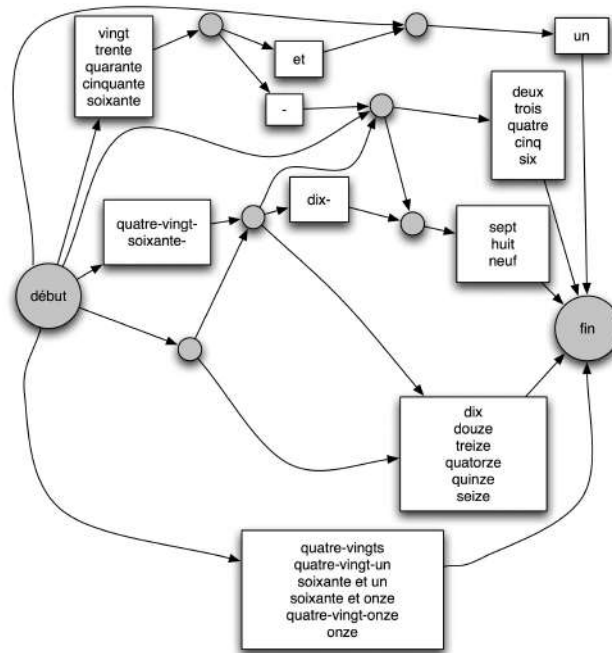 vingt
trente
quarante
cinquante
soixante
et
un
-
deux
trois
quatre
cinq
six
quatre-vingt-
soixante-
dix-
sept
huit
neuf
début
fin
dix
douze
treize
quatorze
quinze
seize
quatre-vingts
quatre-vingt-un
soixante et un
soixante et onze
quatre-vingt-onze
onze